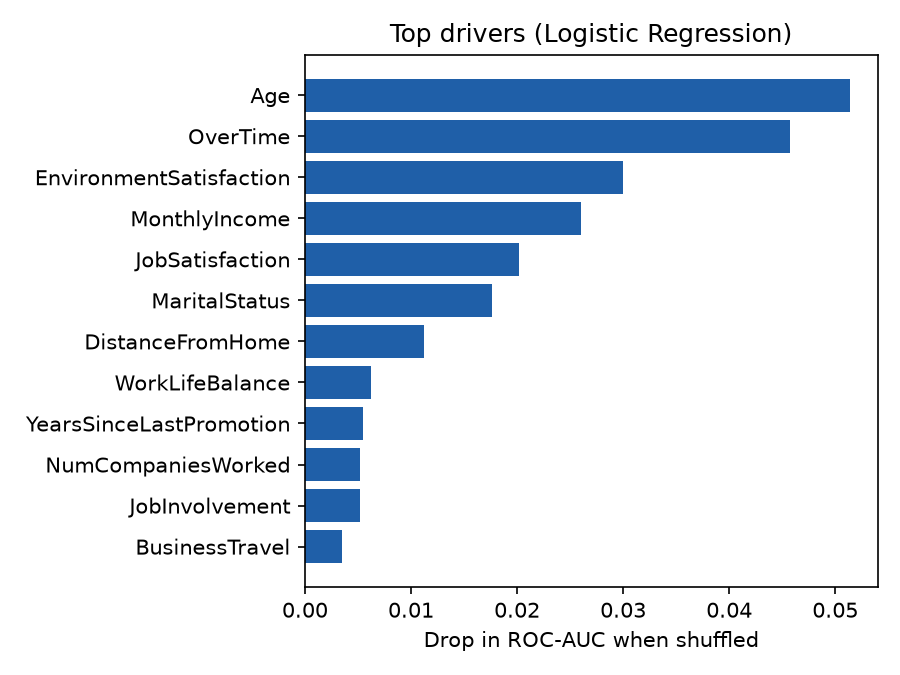 Top drivers (Logistic Regression)
Age
OverTime
EnvironmentSatisfaction
MonthlyIncome
JobSatisfaction
MaritalStatus
DistanceFromHome
WorkLifeBalance
YearsSinceLastPromotion
NumCompaniesWorked
JobInvolvement
BusinessTravel
0.00 0.01 0.02 0.03 0.04 0.05
Drop in ROC-AUC when shuffled